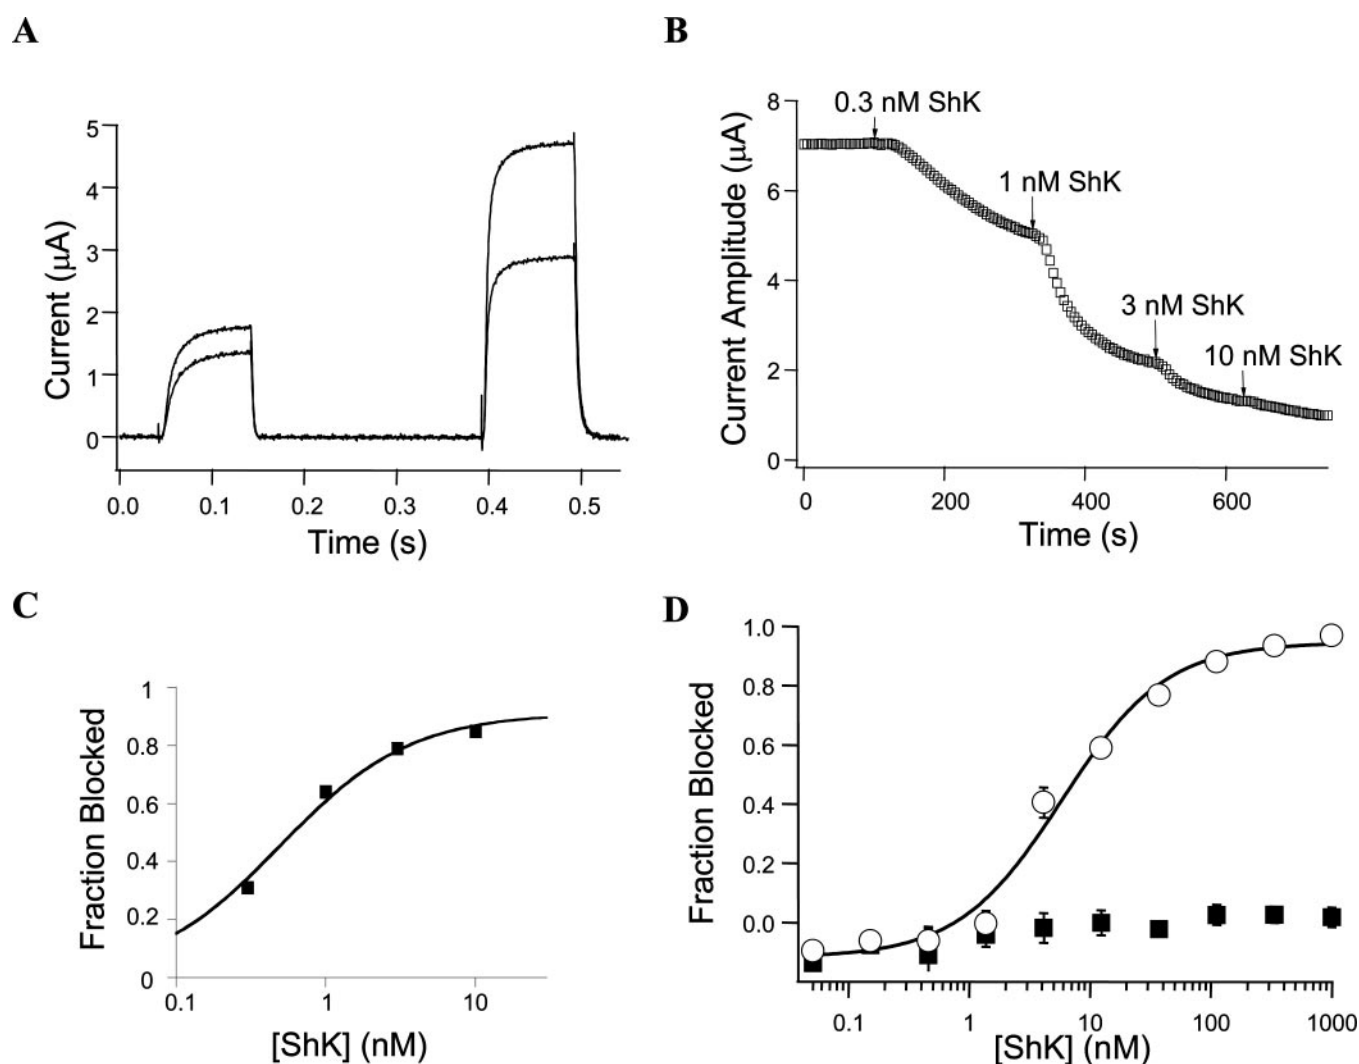 A
5
4
3
2
1
0
Current (μA)
0.0 0.1 0.2 0.3 0.4 0.5
Time (s)
B
8
6
4
2
0
Current Amplitude (μA)
0.3 nM ShK
1 nM ShK
3 nM ShK
10 nM ShK
0 200 400 600
Time (s)
C
1
0.8
0.6
0.4
0.2
0
Fraction Blocked
0.1 1 10
[ShK] (nM)
D
1.0
0.8
0.6
0.4
0.2
0.0
Fraction Blocked
0.1 1 10 100 1000
[ShK] (nM)